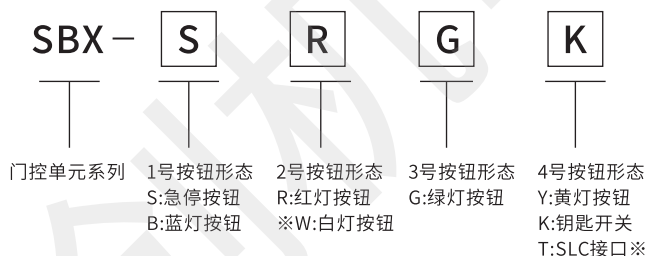 SBX- S R G K
门控单元系列
1号按钮形态
S:急停按钮
B:蓝灯按钮
2号按钮形态
R:红灯按钮
※W:白灯按钮
3号按钮形态
G:绿灯按钮
4号按钮形态
Y:黄灯按钮
K:钥匙开关
T:SLC接口※